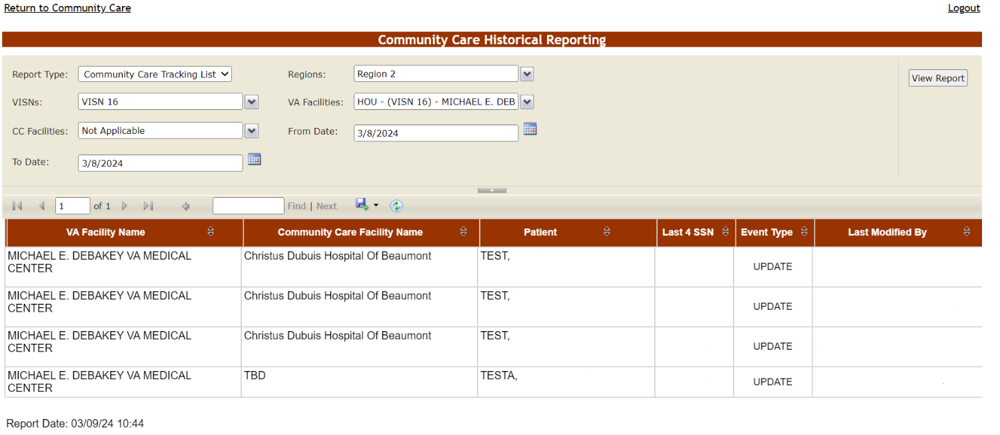 Return to Community Care Logout
Community Care Historical Reporting
Report Type: Community Care Tracking List Regions: Region 2 View Report
VISNs: VISN 16 VA Facilities: HOU - (VISN 16) - MICHAEL E. DEB
CC Facilities: Not Applicable From Date: 3/8/2024
To Date: 3/8/2024
1 of 1 Find | Next
VA Facility Name Community Care Facility Name Patient Last 4 SSN Event Type Last Modified By
MICHAEL E. DEBAKEY VA MEDICAL Christus Dubuis Hospital Of Beaumont TEST,
CENTER UPDATE
MICHAEL E. DEBAKEY VA MEDICAL Christus Dubuis Hospital Of Beaumont TEST,
CENTER UPDATE
MICHAEL E. DEBAKEY VA MEDICAL Christus Dubuis Hospital Of Beaumont TEST,
CENTER UPDATE
MICHAEL E. DEBAKEY VA MEDICAL TBD TESTA,
CENTER UPDATE
Report Date: 03/09/24 10:44